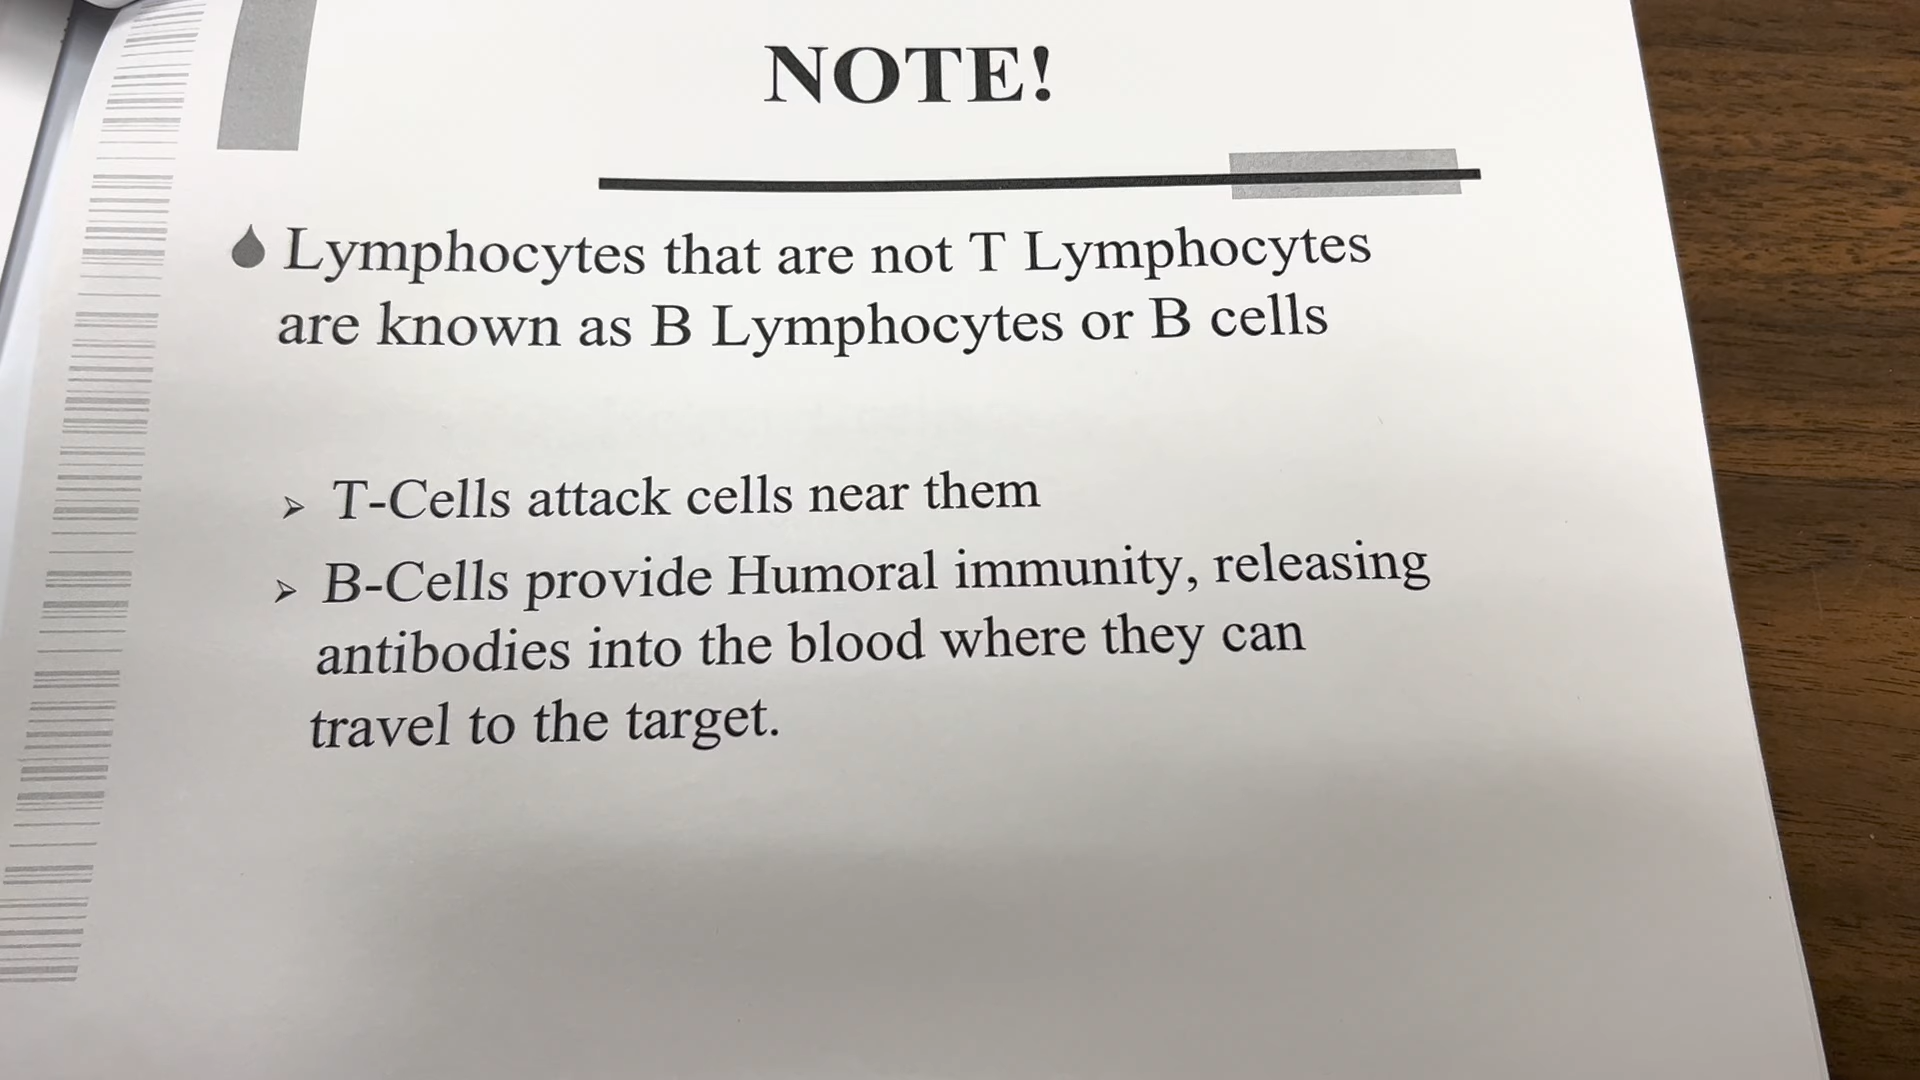 NOTE!
Lymphocytes that are not T Lymphocytes
are known as B Lymphocytes or B cells
➢ T-Cells attack cells near them
➢ B-Cells provide Humoral immunity, releasing
antibodies into the blood where they can
travel to the target.